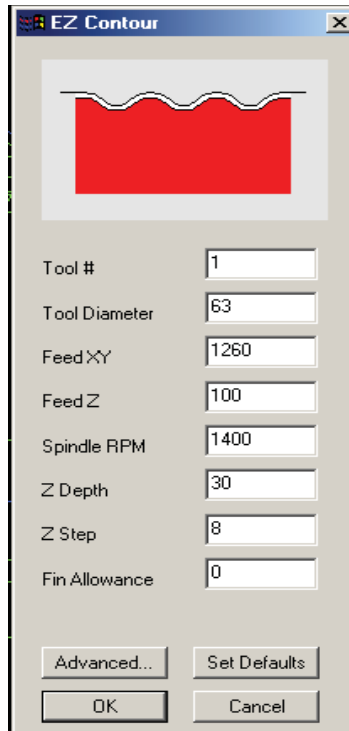 EZ Contour
Tool # 1
Tool Diameter 63
Feed XY 1260
Feed Z 100
Spindle RPM 1400
Z Depth 30
Z Step 8
Fin Allowance 0
Advanced... Set Defaults
OK Cancel